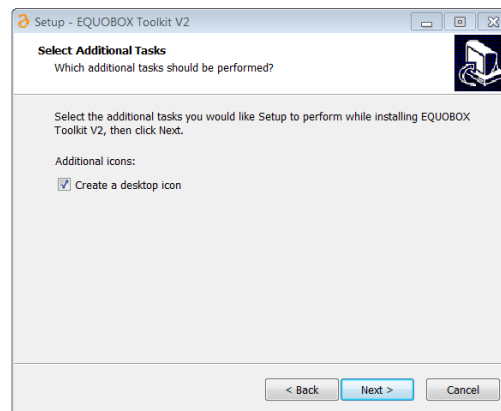 Setup - EQUOBOX Toolkit V2
Select Additional Tasks
Which additional tasks should be performed?
Select the additional tasks you would like Setup to perform while installing EQUOBOX
Toolkit V2, then click Next.
Additional icons:
Create a desktop icon
< Back Next > Cancel